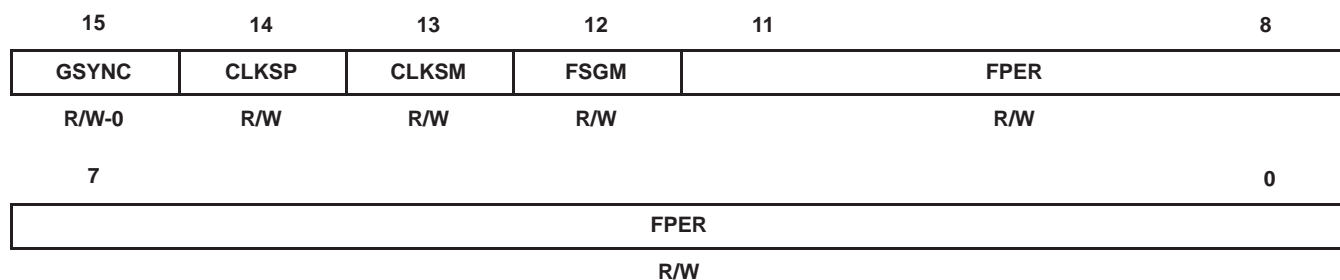 15 14 13 12 11 8
GSYNC CLKSP CLKSM FSGM FPER
R/W-0 R/W R/W R/W R/W
7 0
FPER
R/W